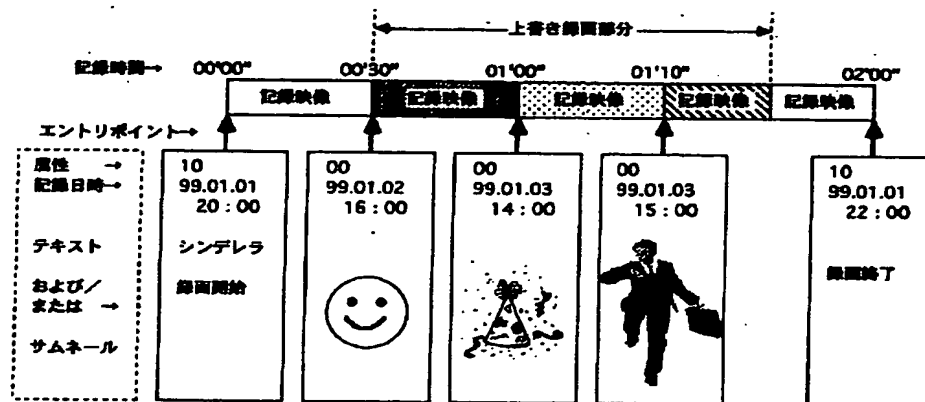 上書き録画部分
記録時間→ 00'00" 00'30" 01'00" 01'10" 02'00"
記録映像 記録映像 記録映像 記録映像 記録映像
エントリポイント→
属性 →
記録日時→
テキスト
および／
または →
サムネール
10
99.01.01
20：00
シンデレラ
録画開始
00
99.01.02
16：00
00
99.01.03
14：00
00
99.01.03
15：00
10
99.01.01
22：00
録画終了